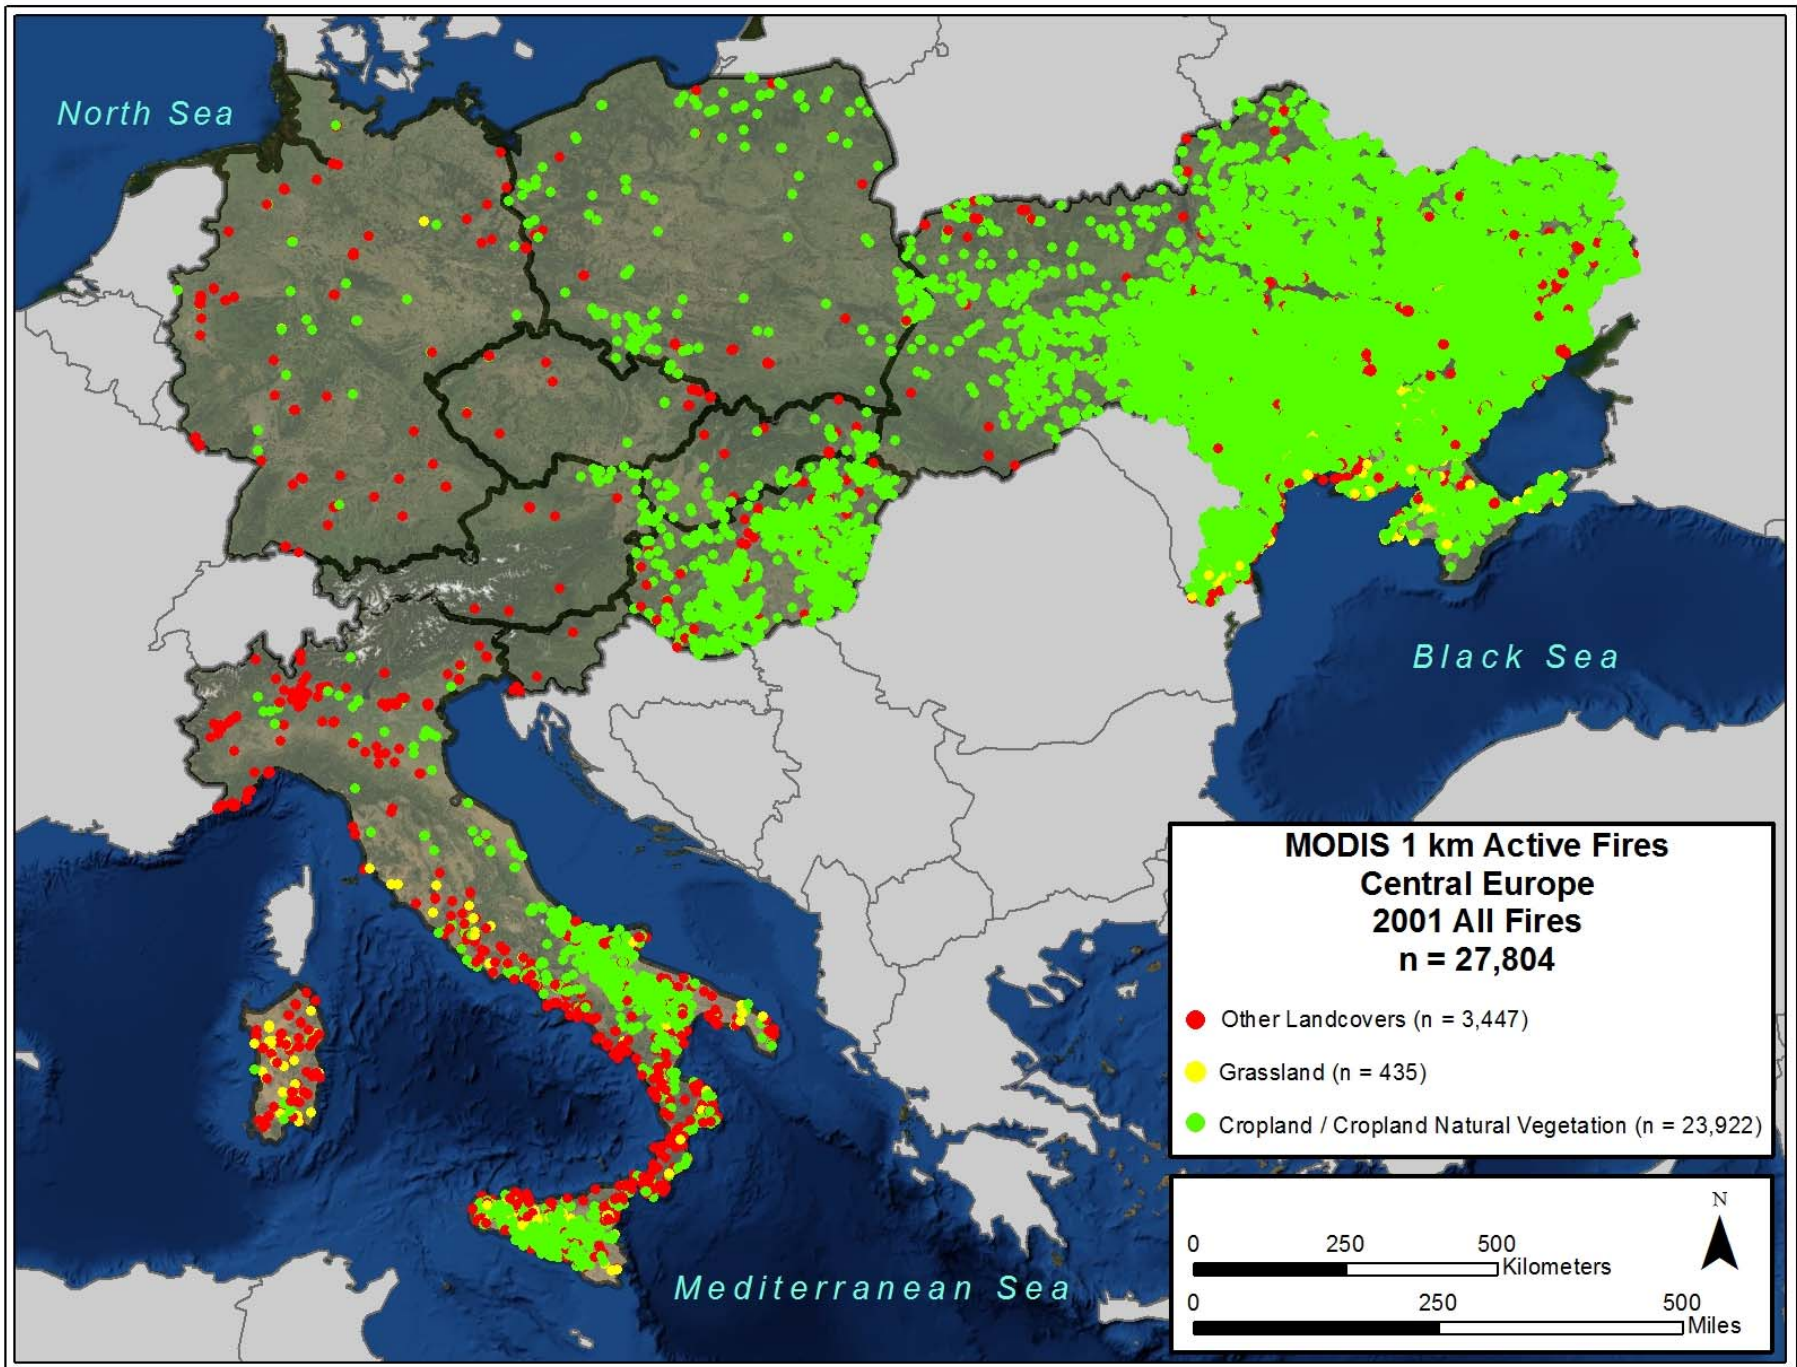 North Sea
Black Sea
Mediterranean Sea
MODIS 1 km Active Fires
Central Europe
2001 All Fires
n = 27,804
Other Landcovers (n = 3,447)
Grassland (n = 435)
Cropland / Cropland Natural Vegetation (n = 23,922)
N
0 250 500
Kilometers
0 250 500
Miles